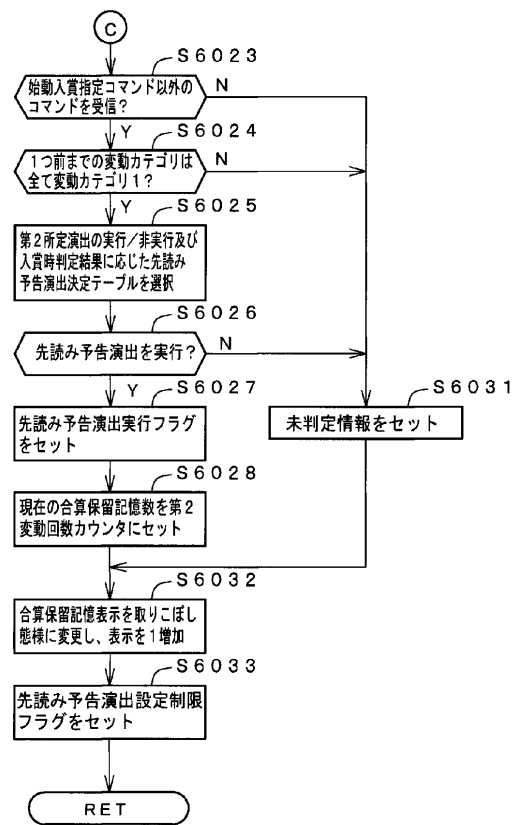 C
S6023
始動入賞指定コマンド以外の
コマンドを受信？
N
Y
S6024
1つ前までの変動カテゴリは
全て変動カテゴリ1？
N
Y
S6025
第2所定演出の実行／非実行及び
入賞時判定結果に応じた先読み
予告演出決定テーブルを選択
S6026
先読み予告演出を実行？
N
Y
S6027
先読み予告演出実行フラグ
をセット
S6031
未判定情報をセット
S6028
現在の合算保留記憶数を第2
変動回数カウンタにセット
S6032
合算保留記憶表示を取りこぼし
態様に変更し、表示を1増加
S6033
先読み予告演出設定制限
フラグをセット
RET